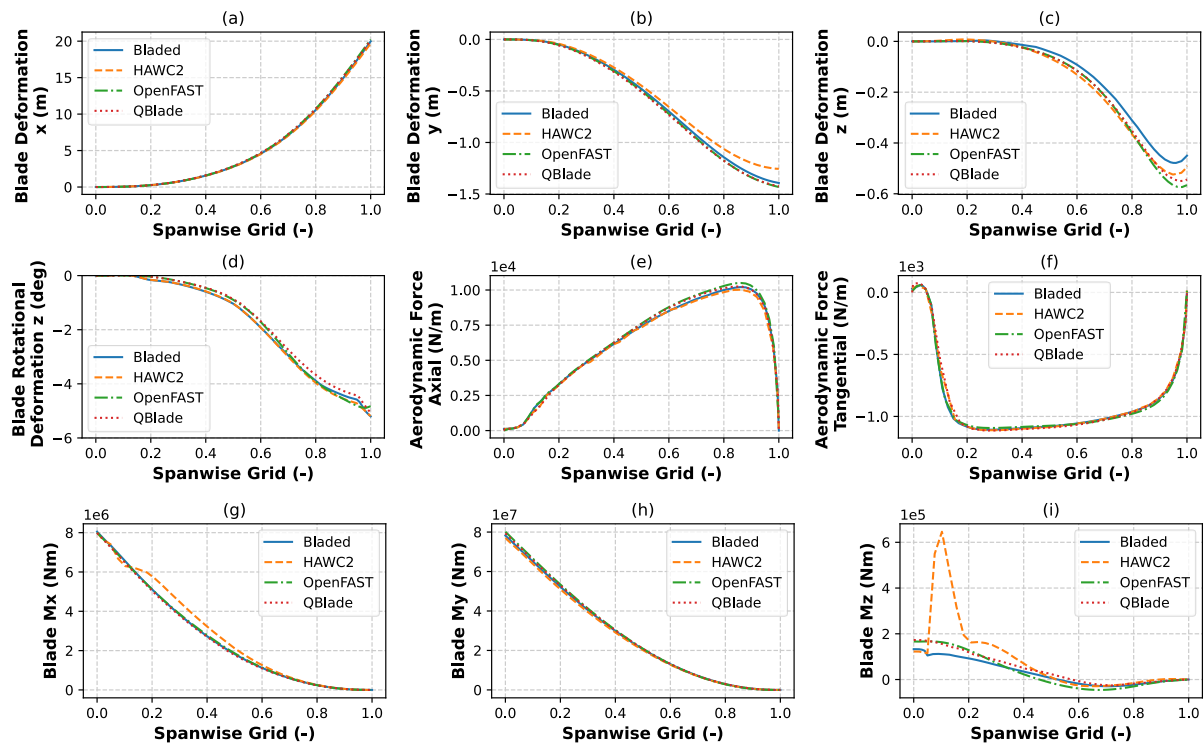 (a)
Blade Deformation
x (m)
20
15
10
5
0
Bladed
HAWC2
OpenFAST
QBlade
0.0 0.2 0.4 0.6 0.8 1.0
Spanwise Grid (-)
(b)
Blade Deformation
y (m)
0.0
−0.5
−1.0
−1.5
Bladed
HAWC2
OpenFAST
QBlade
0.0 0.2 0.4 0.6 0.8 1.0
Spanwise Grid (-)
(c)
Blade Deformation
z (m)
0.0
−0.2
−0.4
−0.6
Bladed
HAWC2
OpenFAST
QBlade
0.0 0.2 0.4 0.6 0.8 1.0
Spanwise Grid (-)
(d)
Blade Rotational
Deformation z (deg)
0
−2
−4
−6
Bladed
HAWC2
OpenFAST
QBlade
0.0 0.2 0.4 0.6 0.8 1.0
Spanwise Grid (-)
(e)
1e4
Aerodynamic Force
Axial (N/m)
1.00
0.75
0.50
0.25
0.00
Bladed
HAWC2
OpenFAST
QBlade
0.0 0.2 0.4 0.6 0.8 1.0
Spanwise Grid (-)
(f)
1e3
Aerodynamic Force
Tangential (N/m)
0.0
−0.5
−1.0
Bladed
HAWC2
OpenFAST
QBlade
0.0 0.2 0.4 0.6 0.8 1.0
Spanwise Grid (-)
(g)
1e6
Blade Mx (Nm)
8
6
4
2
0
Bladed
HAWC2
OpenFAST
QBlade
0.0 0.2 0.4 0.6 0.8 1.0
Spanwise Grid (-)
(h)
1e7
Blade My (Nm)
8
6
4
2
0
Bladed
HAWC2
OpenFAST
QBlade
0.0 0.2 0.4 0.6 0.8 1.0
Spanwise Grid (-)
(i)
1e5
Blade Mz (Nm)
6
4
2
0
Bladed
HAWC2
OpenFAST
QBlade
0.0 0.2 0.4 0.6 0.8 1.0
Spanwise Grid (-)